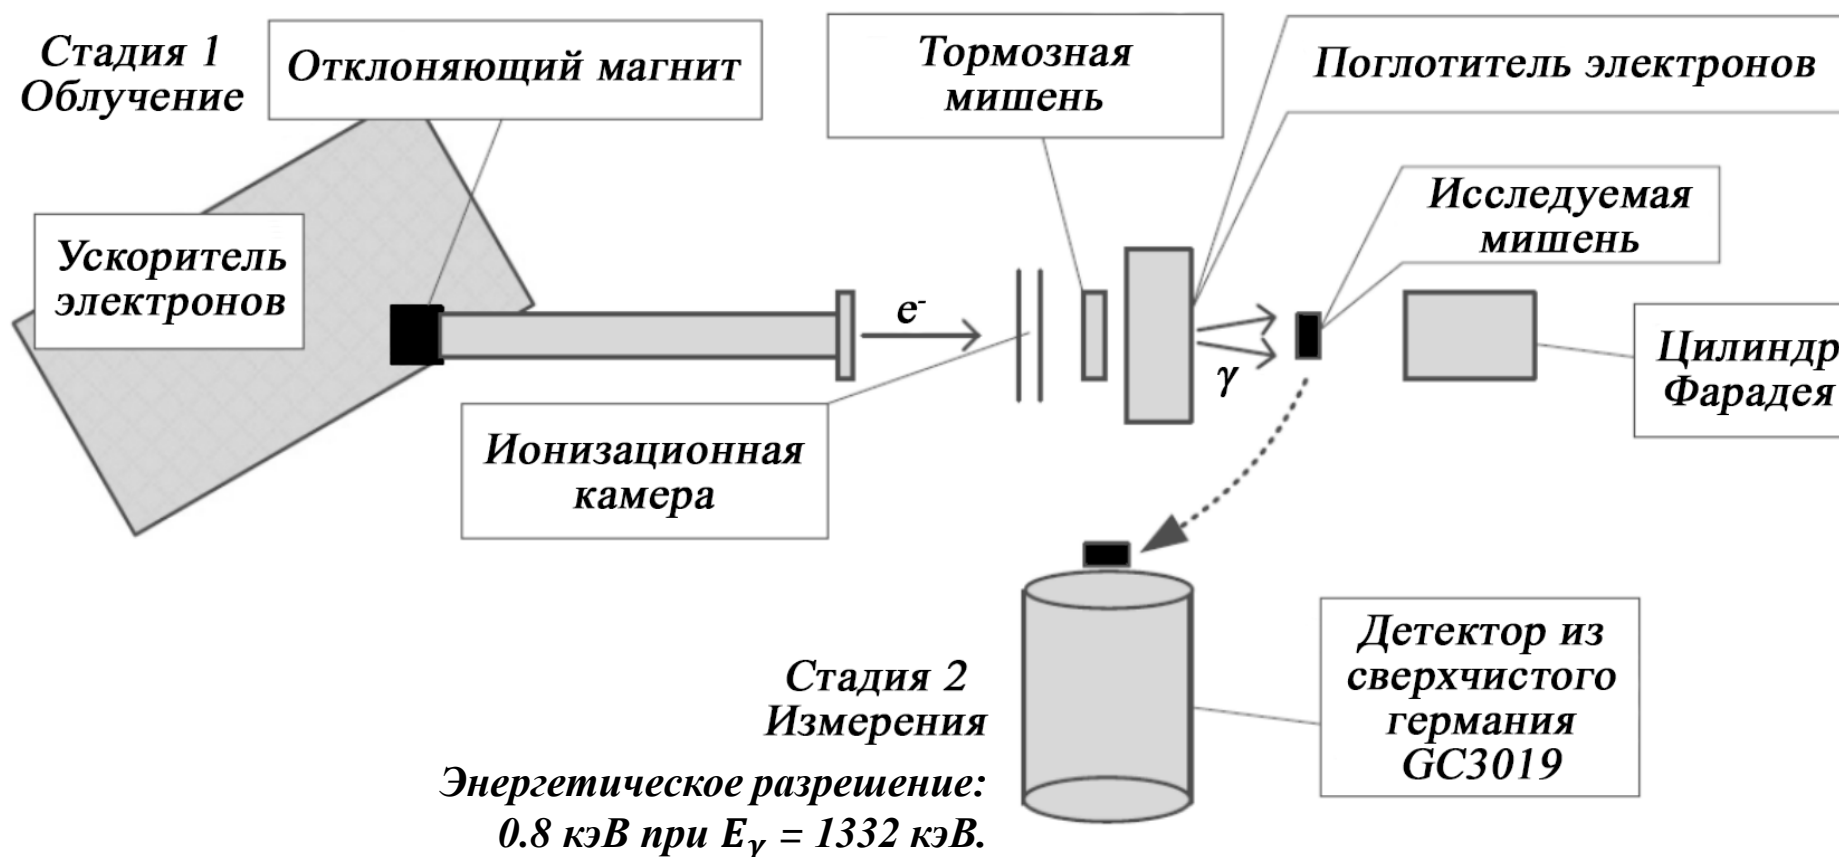 Стадия 1
Облучение
Отклоняющий магнит
Тормозная
мишень
Поглотитель электронов
Исследуемая
мишень
Ускоритель
электронов
e-
γ
Цилиндр
Фарадея
Ионизационная
камера
Стадия 2
Измерения
Детектор из
сверхчистого
германия
GC3019
Энергетическое разрешение:
0.8 кэВ при Eγ = 1332 кэВ.